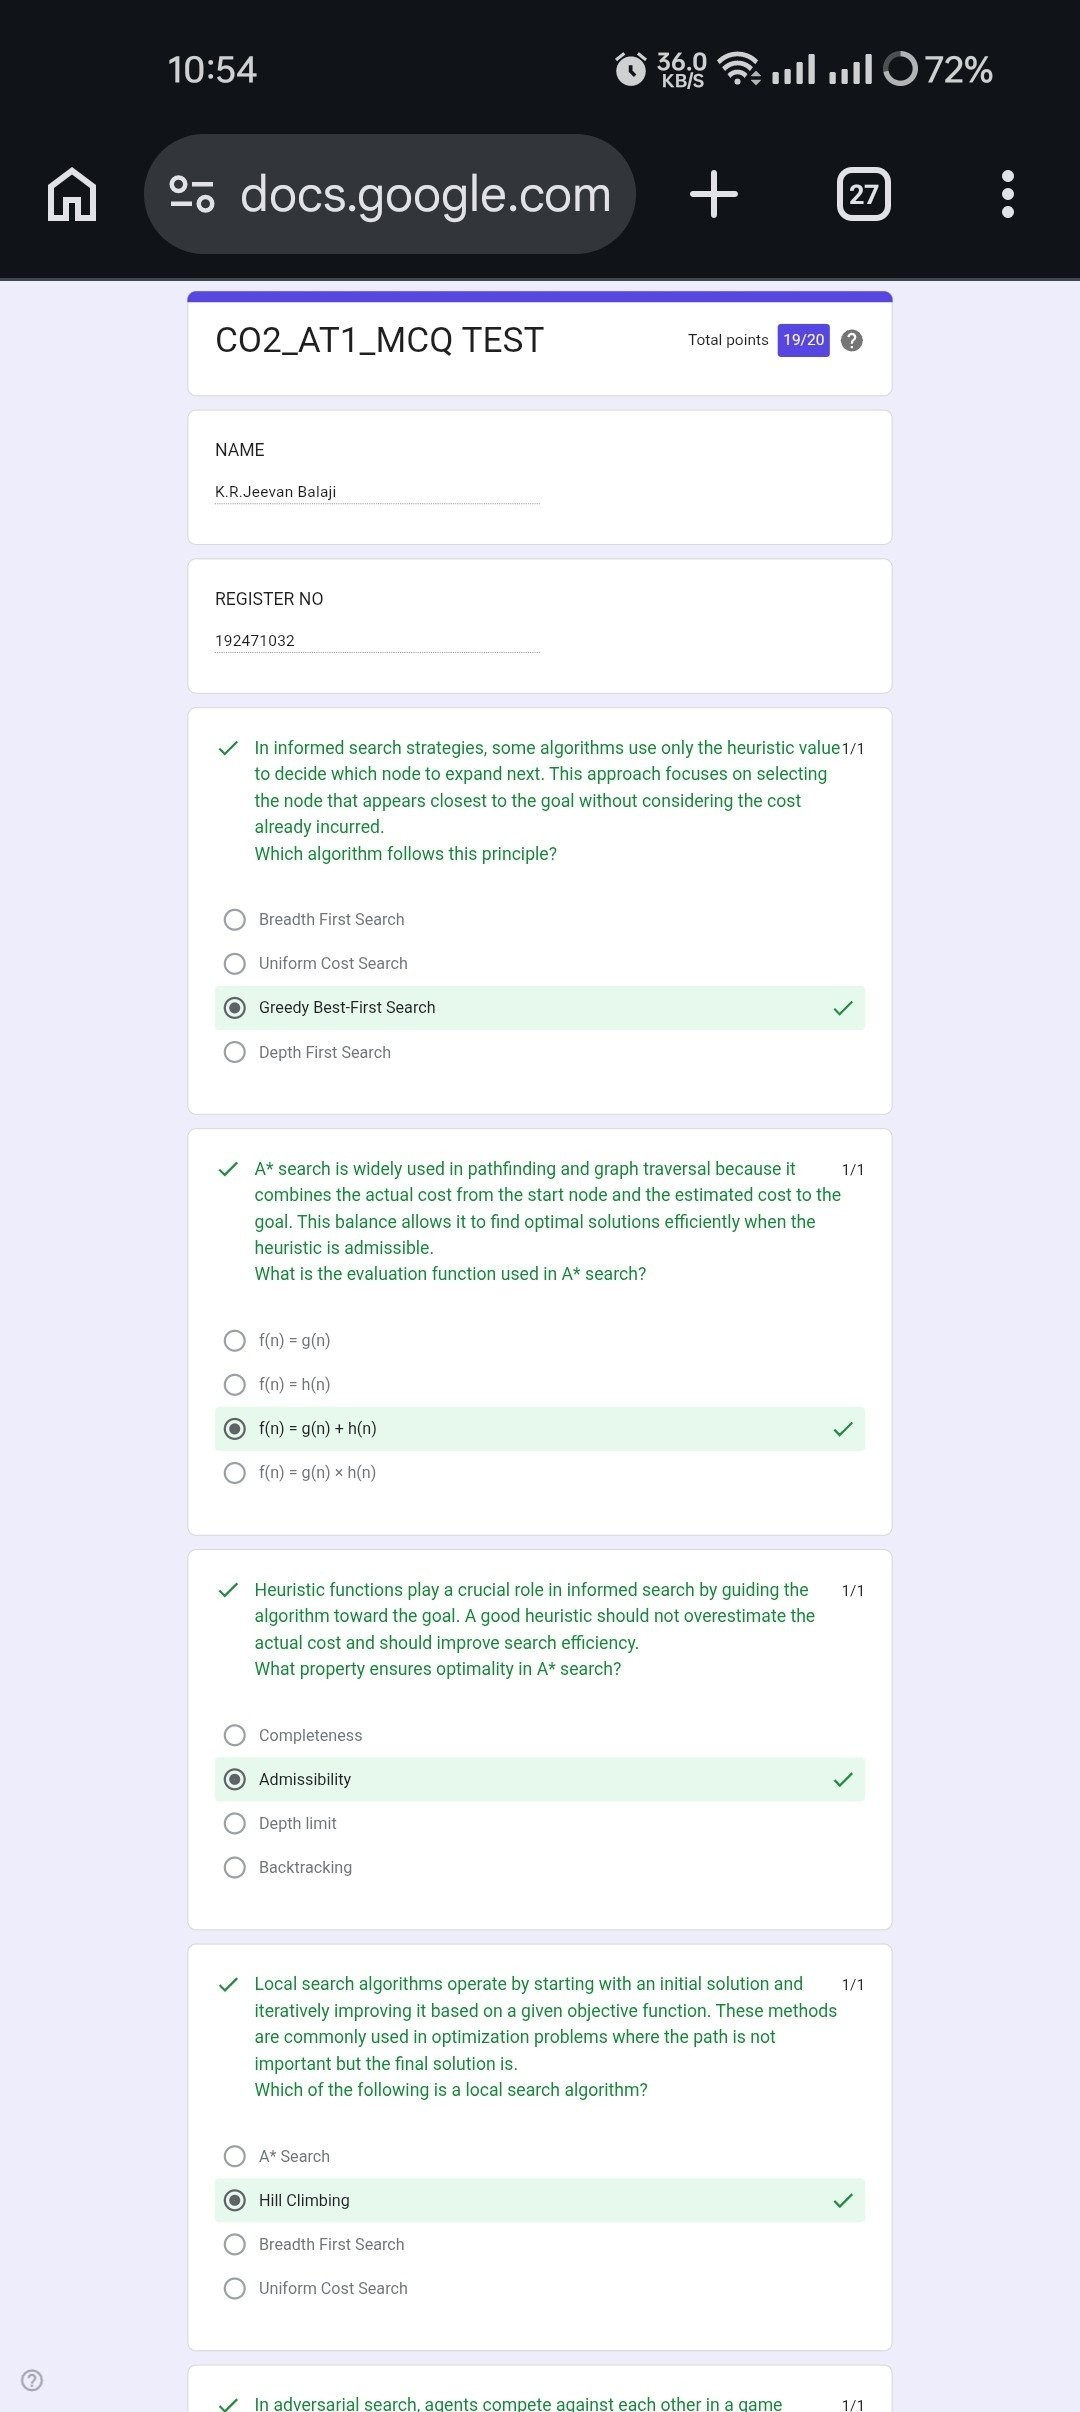 10:54
36.0
KB/S
72%
docs.google.com
27
CO2_AT1_MCQ TEST
Total points 19/20
NAME
K.R.Jeevan Balaji
REGISTER NO
192471032
In informed search strategies, some algorithms use only the heuristic value 1/1
to decide which node to expand next. This approach focuses on selecting
the node that appears closest to the goal without considering the cost
already incurred.
Which algorithm follows this principle?
Breadth First Search
Uniform Cost Search
Greedy Best-First Search
Depth First Search
A* search is widely used in pathfinding and graph traversal because it 1/1
combines the actual cost from the start node and the estimated cost to the
goal. This balance allows it to find optimal solutions efficiently when the
heuristic is admissible.
What is the evaluation function used in A* search?
f(n) = g(n)
f(n) = h(n)
f(n) = g(n) + h(n)
f(n) = g(n) × h(n)
Heuristic functions play a crucial role in informed search by guiding the 1/1
algorithm toward the goal. A good heuristic should not overestimate the
actual cost and should improve search efficiency.
What property ensures optimality in A* search?
Completeness
Admissibility
Depth limit
Backtracking
Local search algorithms operate by starting with an initial solution and 1/1
iteratively improving it based on a given objective function. These methods
are commonly used in optimization problems where the path is not
important but the final solution is.
Which of the following is a local search algorithm?
A* Search
Hill Climbing
Breadth First Search
Uniform Cost Search
In adversarial search, agents compete against each other in a game 1/1